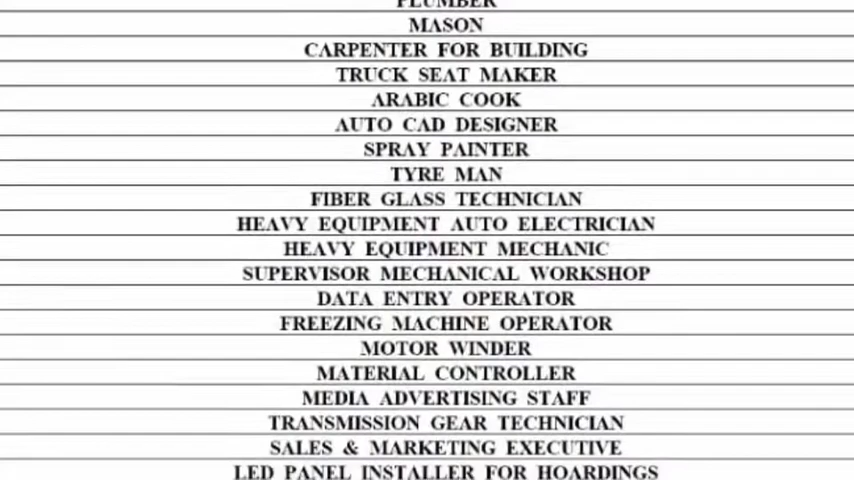 PLUMBER
MASON
CARPENTER FOR BUILDING
TRUCK SEAT MAKER
ARABIC COOK
AUTO CAD DESIGNER
SPRAY PAINTER
TYRE MAN
FIBER GLASS TECHNICIAN
HEAVY EQUIPMENT AUTO ELECTRICIAN
HEAVY EQUIPMENT MECHANIC
SUPERVISOR MECHANICAL WORKSHOP
DATA ENTRY OPERATOR
FREEZING MACHINE OPERATOR
MOTOR WINDER
MATERIAL CONTROLLER
MEDIA ADVERTISING STAFF
TRANSMISSION GEAR TECHNICIAN
SALES & MARKETING EXECUTIVE
LED PANEL INSTALLER FOR HOARDINGS